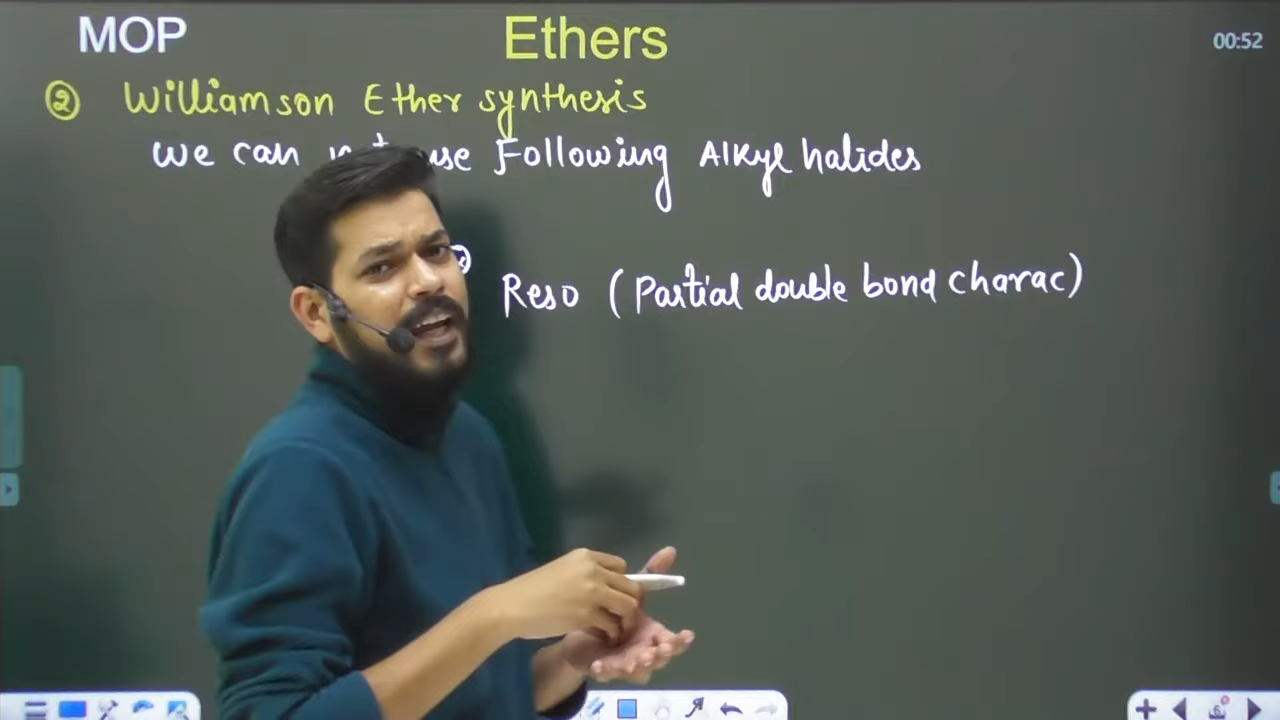 MOP Ethers 00:52
② Williamson Ether synthesis
we can use Following Alkyl halides
Reso (Partial double bond charac)